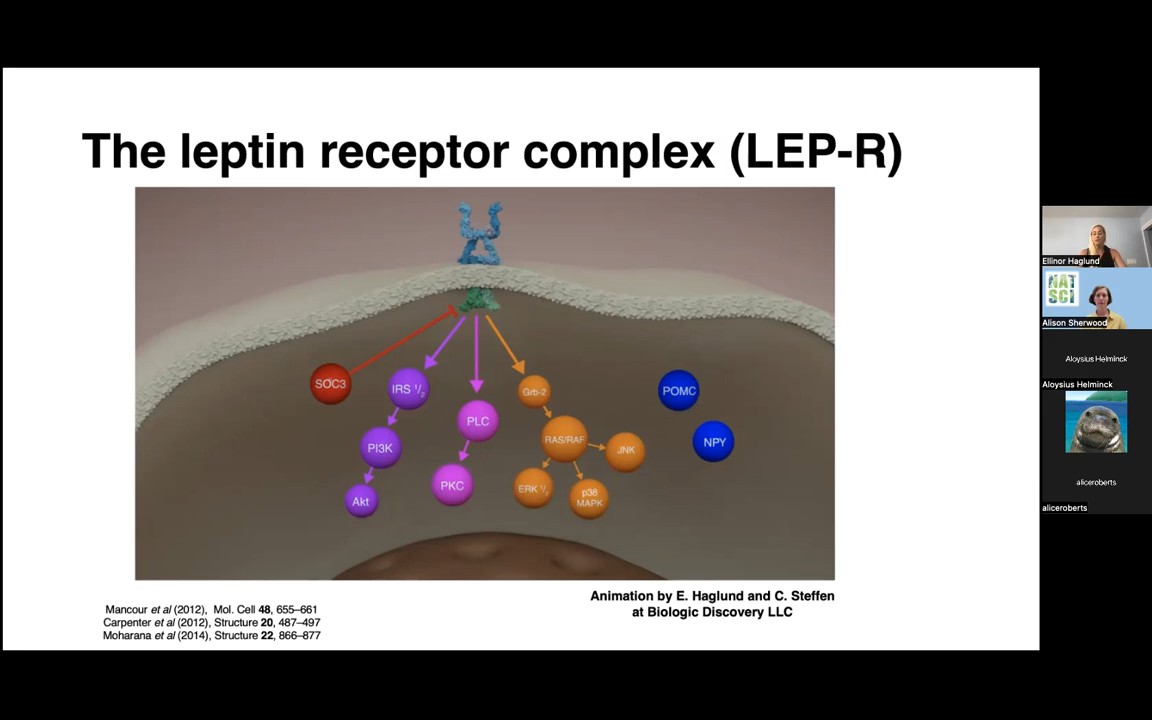 The leptin receptor complex (LEP-R)
SOC3
IRS ½
PI3K
Akt
PLC
PKC
Grb-2
RAS/RAF
JNK
ERK ½
p38
MAPK
POMC
NPY
Animation by E. Haglund and C. Steffen
at Biologic Discovery LLC
Mancour et al (2012), Mol. Cell 48, 655–661
Carpenter et al (2012), Structure 20, 487–497
Moharana et al (2014), Structure 22, 866–877
Ellinor Haglund
NAT
SCI
Alison Sherwood
Aloysius Helminck
Aloysius Helminck
aliceroberts
aliceroberts